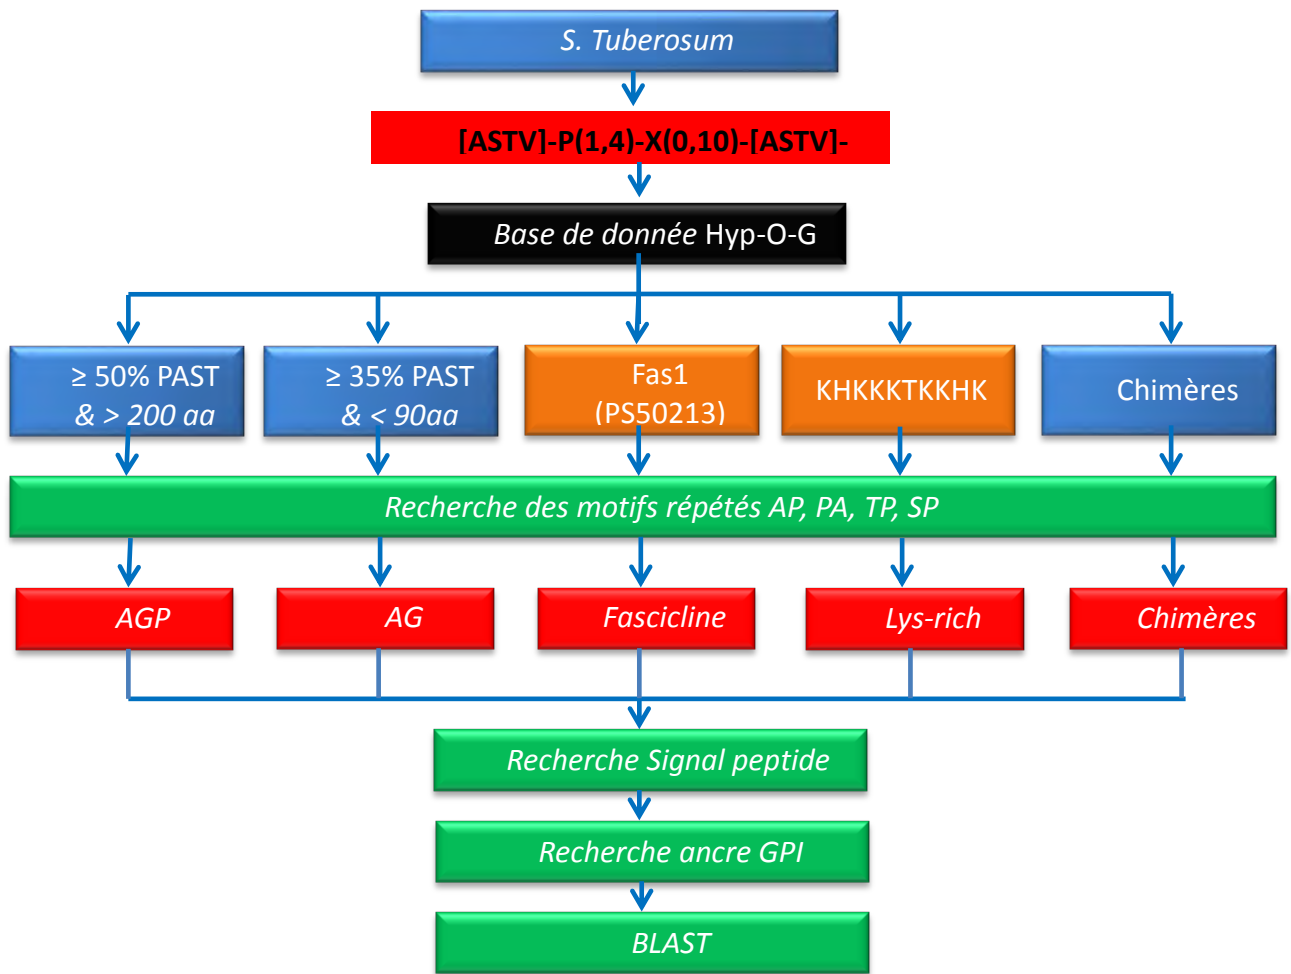 S. Tuberosum
[ASTV]-P(1,4)-X(0,10)-[ASTV]-
Base de donnée Hyp-O-G
≥ 50% PAST
& > 200 aa
≥ 35% PAST
& < 90aa
Fas1
(PS50213)
KHKKKTKKHK
Chimères
Recherche des motifs répétés AP, PA, TP, SP
AGP
AG
Fascicline
Lys-rich
Chimères
Recherche Signal peptide
Recherche ancre GPI
BLAST